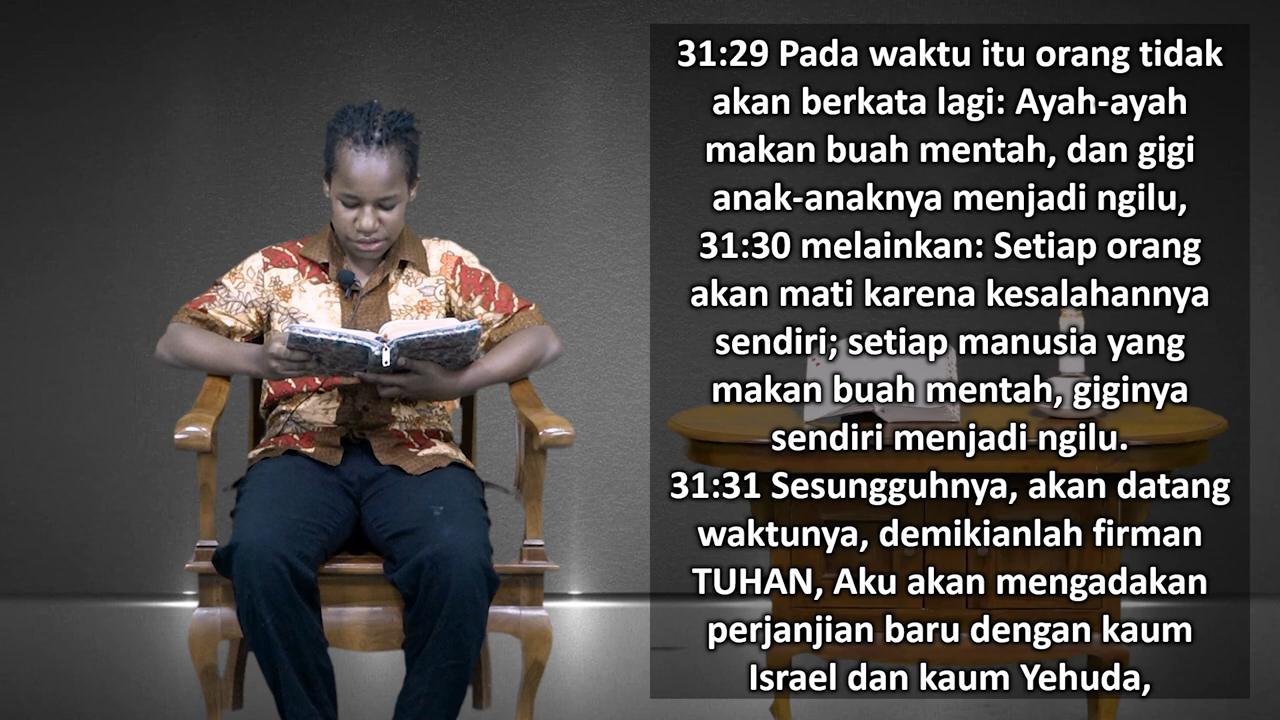 31:29 Pada waktu itu orang tidak
akan berkata lagi: Ayah-ayah
makan buah mentah, dan gigi
anak-anaknya menjadi ngilu,
31:30 melainkan: Setiap orang
akan mati karena kesalahannya
sendiri; setiap manusia yang
makan buah mentah, giginya
sendiri menjadi ngilu.
31:31 Sesungguhnya, akan datang
waktunya, demikianlah firman
TUHAN, Aku akan mengadakan
perjanjian baru dengan kaum
Israel dan kaum Yehuda,